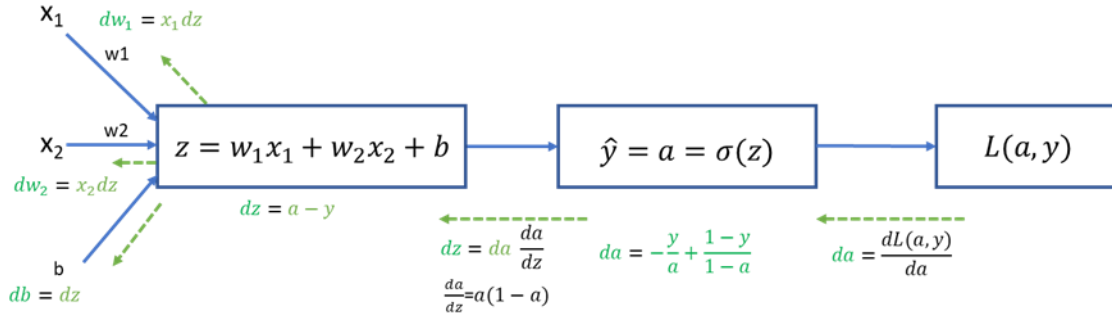 x₁
dw₁ = x₁dz
w1
x₂
w2
z = w₁x₁ + w₂x₂ + b
ŷ = a = σ(z)
L(a, y)
dw₂ = x₂dz
dz = a − y
b
db = dz
dz = da da/dz
da/dz=a(1 − a)
da = −y/a + (1 − y)/(1 − a)
da = dL(a, y)/da